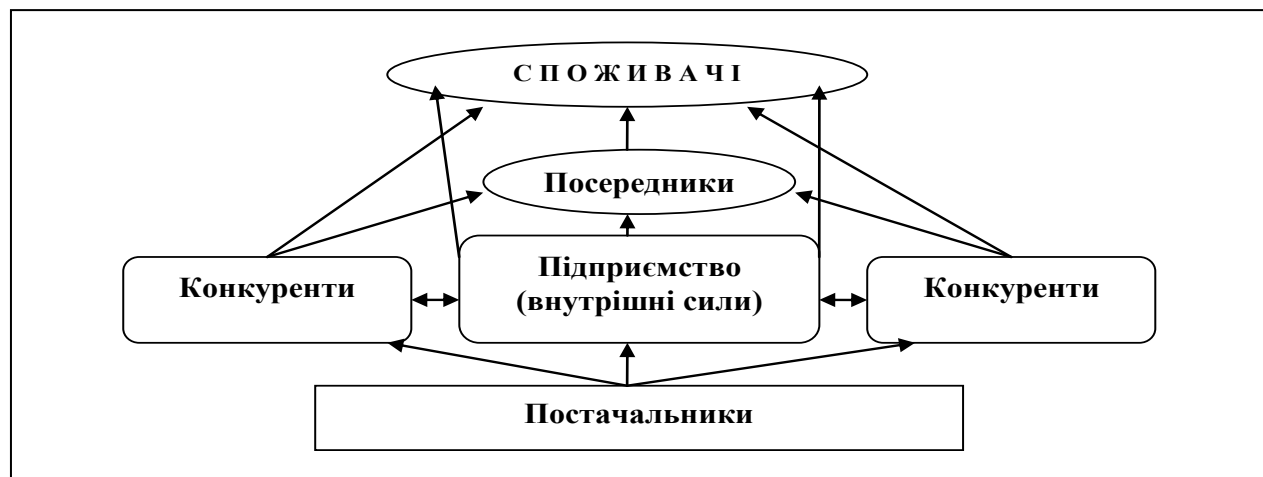 С П О Ж И В А Ч І
Посередники
Конкуренти
Підприємство
(внутрішні сили)
Конкуренти
Постачальники